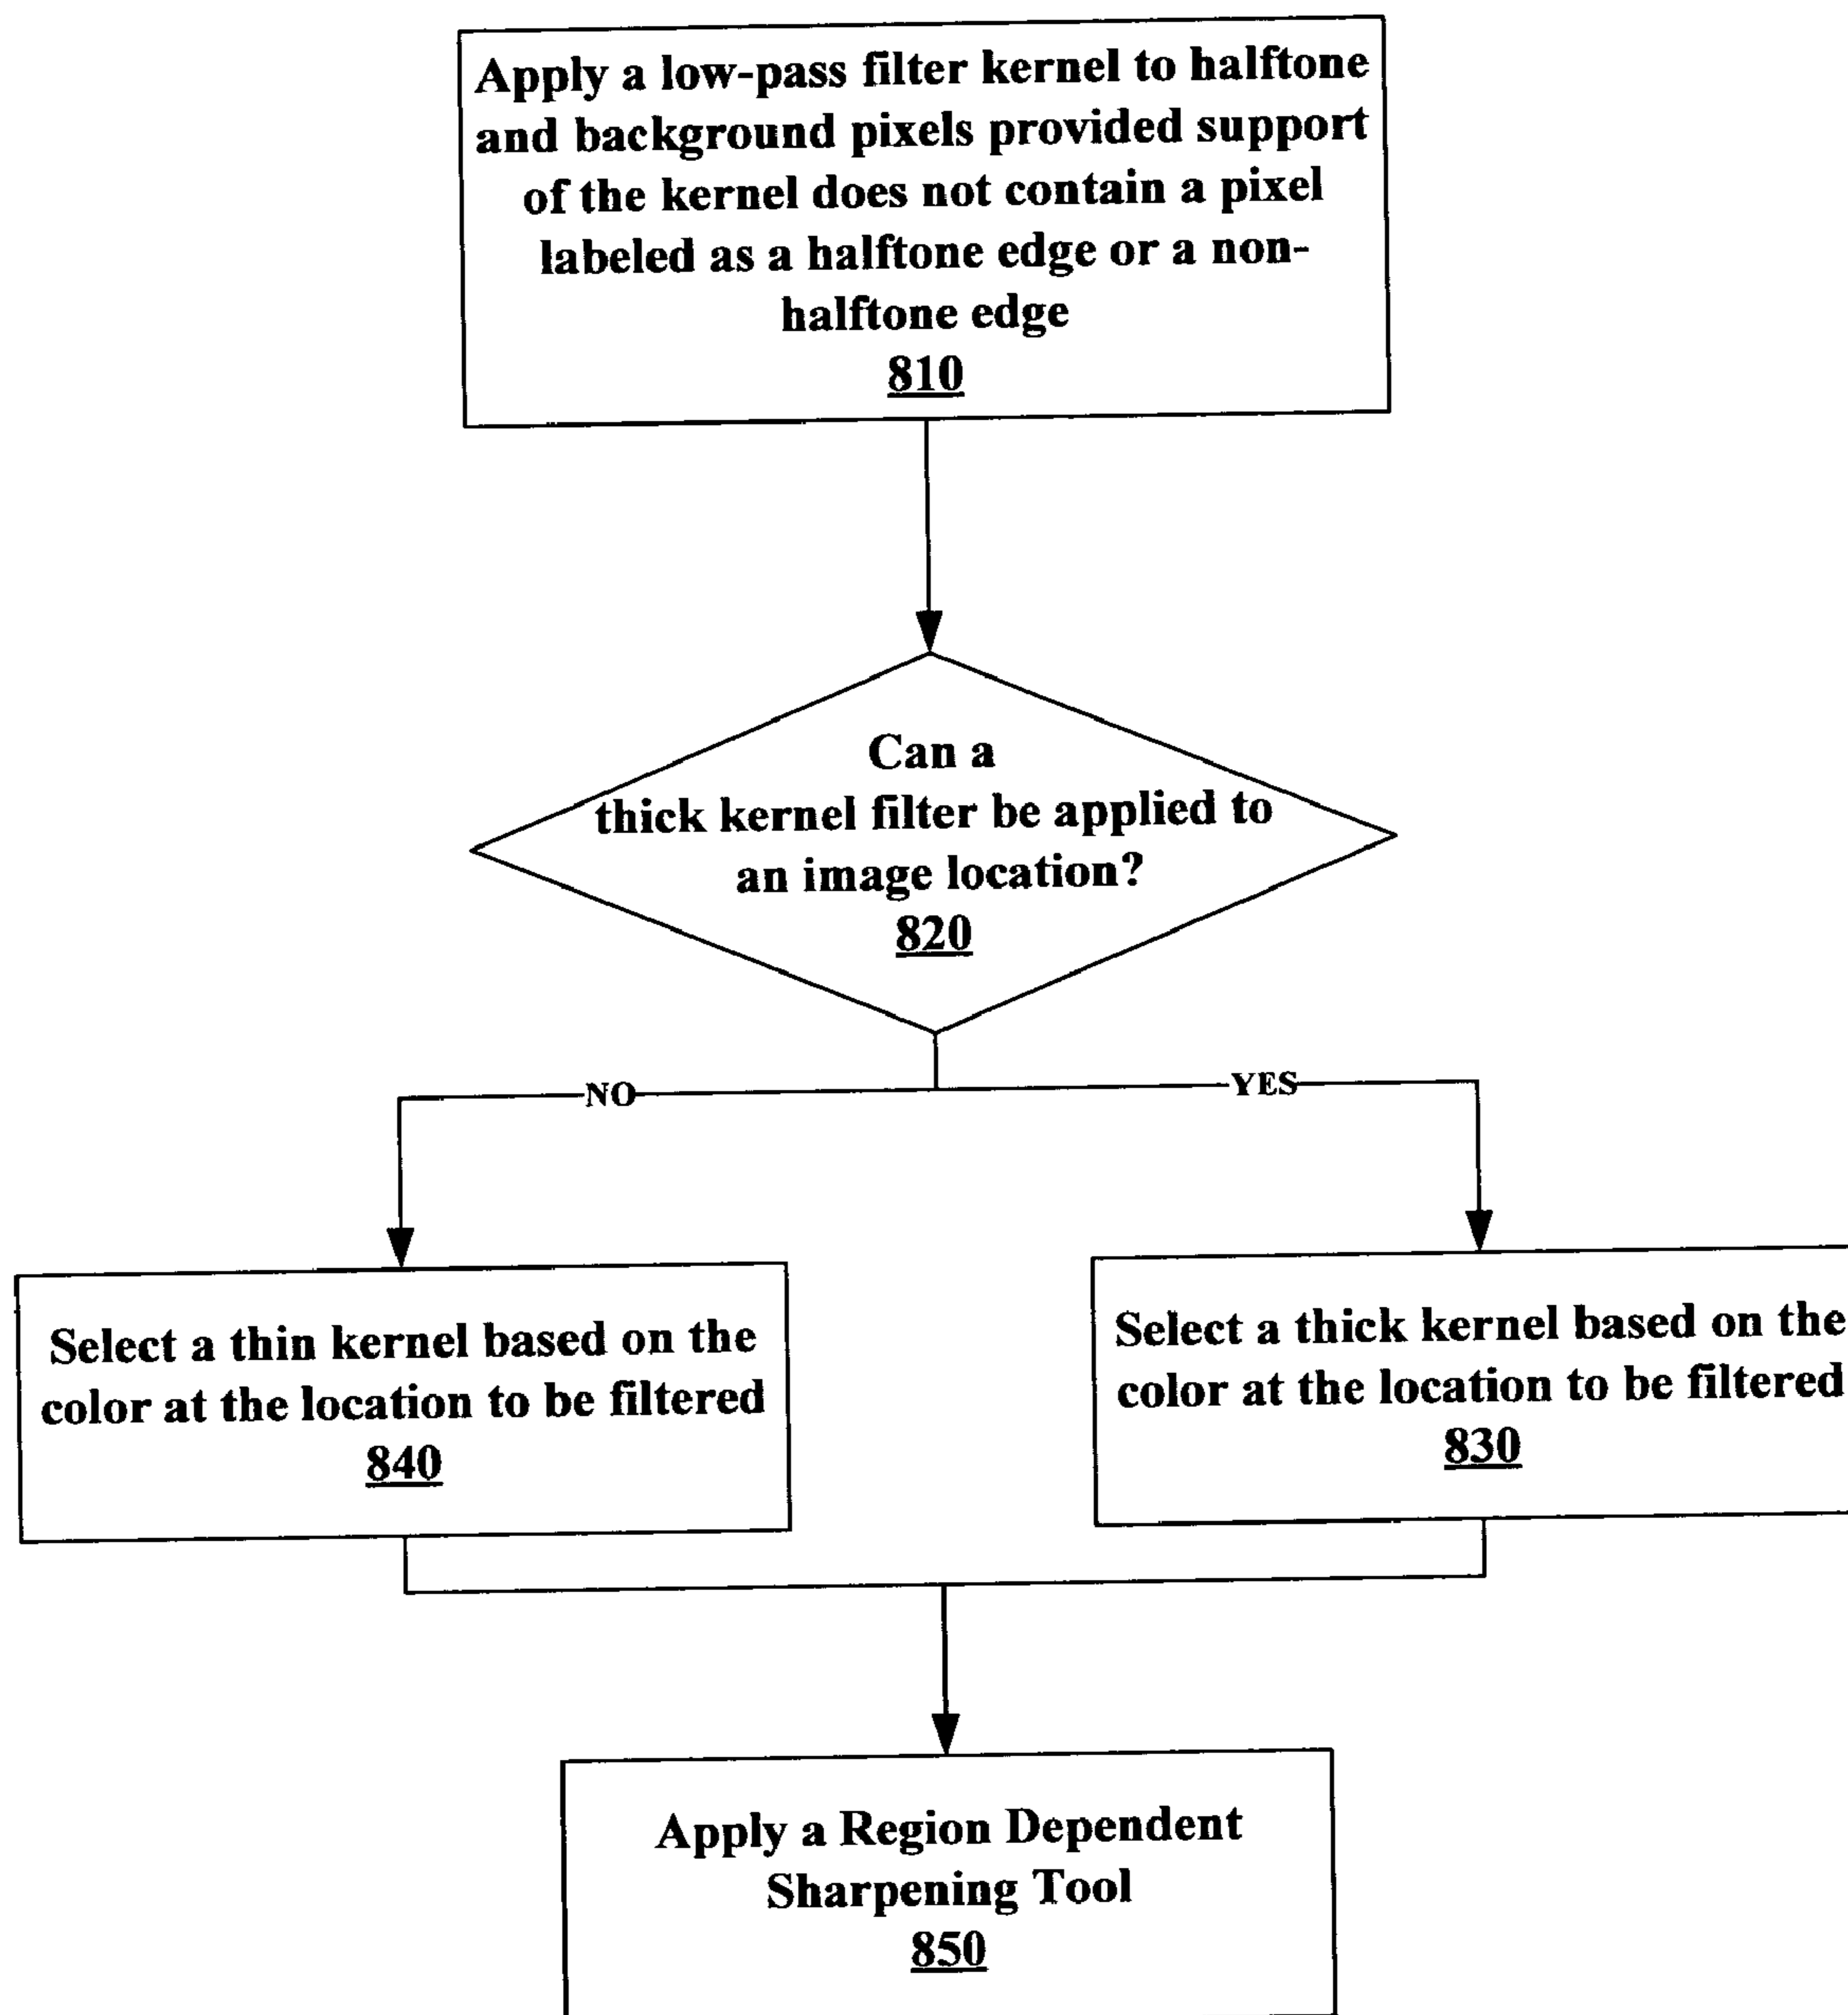 Apply a low-pass filter kernel to halftone
and background pixels provided support
of the kernel does not contain a pixel
labeled as a halftone edge or a non-
halftone edge
810
Can a
thick kernel filter be applied to
an image location?
820
NO
YES
Select a thin kernel based on the
color at the location to be filtered
840
Select a thick kernel based on the
color at the location to be filtered
830
Apply a Region Dependent
Sharpening Tool
850